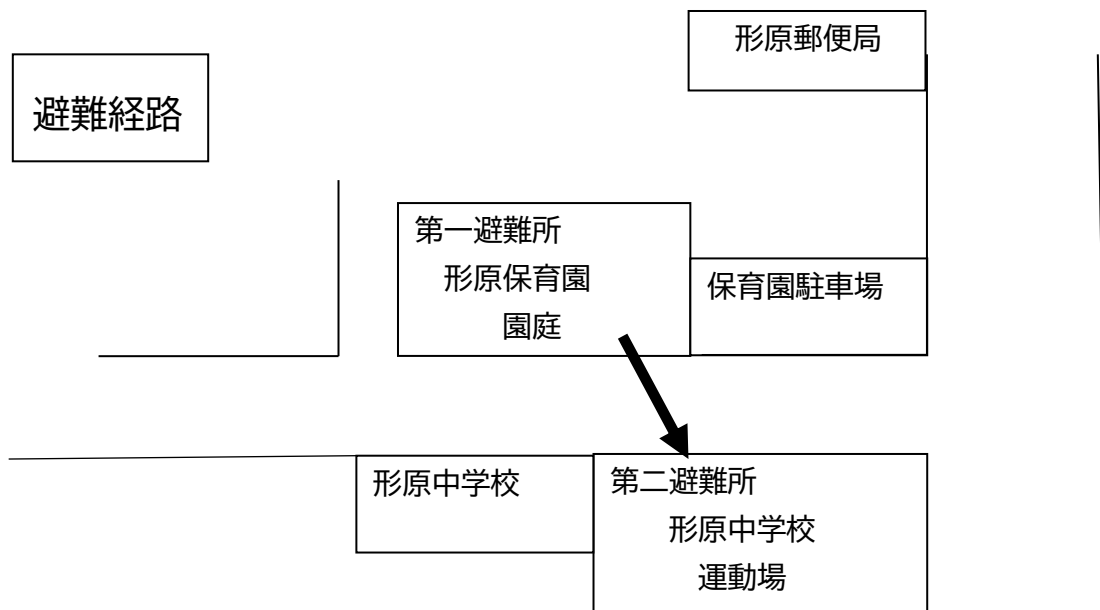 形原郵便局
避難経路
第一避難所
形原保育園
園庭
保育園駐車場
形原中学校
第二避難所
形原中学校
運動場